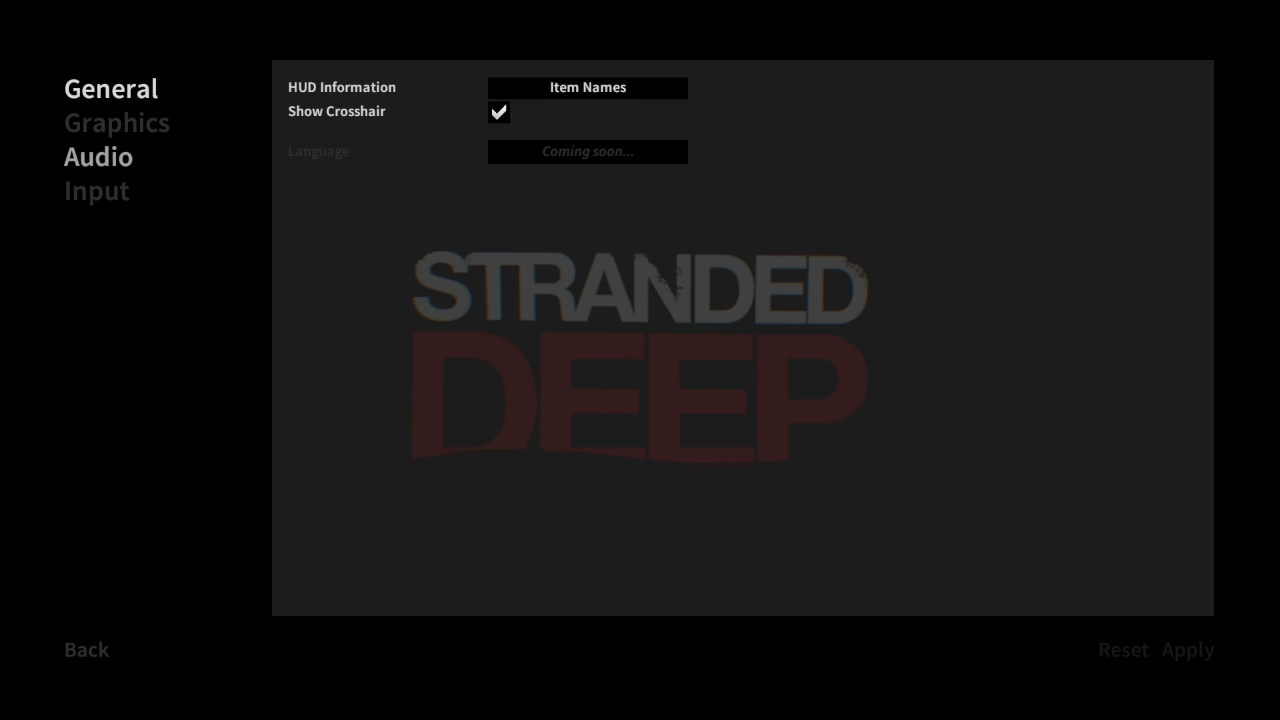 General
Graphics
Audio
Input
HUD Information Item Names
Show Crosshair
Language Coming soon...
STRANDED
DEEP
Back
Reset Apply